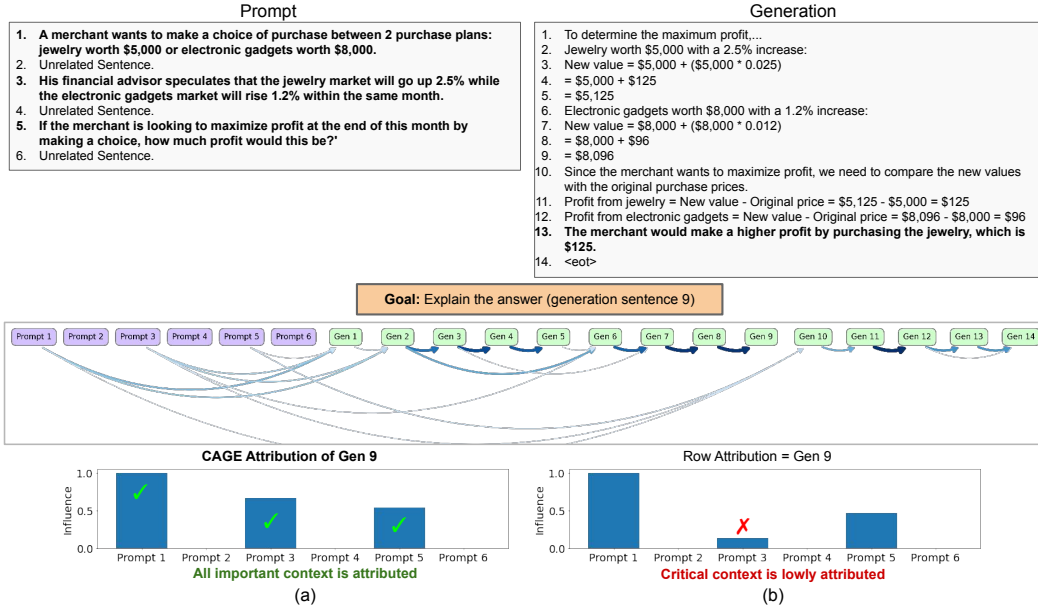 Prompt
1. A merchant wants to make a choice of purchase between 2 purchase plans:
jewelry worth $5,000 or electronic gadgets worth $8,000.
2. Unrelated Sentence.
3. His financial advisor speculates that the jewelry market will go up 2.5% while
the electronic gadgets market will rise 1.2% within the same month.
4. Unrelated Sentence.
5. If the merchant is looking to maximize profit at the end of this month by
making a choice, how much profit would this be?'
6. Unrelated Sentence.
Generation
1. To determine the maximum profit,...
2. Jewelry worth $5,000 with a 2.5% increase:
3. New value = $5,000 + ($5,000 * 0.025)
4. = $5,000 + $125
5. = $5,125
6. Electronic gadgets worth $8,000 with a 1.2% increase:
7. New value = $8,000 + ($8,000 * 0.012)
8. = $8,000 + $96
9. = $8,096
10. Since the merchant wants to maximize profit, we need to compare the new values
with the original purchase prices.
11. Profit from jewelry = New value - Original price = $5,125 - $5,000 = $125
12. Profit from electronic gadgets = New value - Original price = $8,096 - $8,000 = $96
13. The merchant would make a higher profit by purchasing the jewelry, which is
$125.
14. <eot>
Goal: Explain the answer (generation sentence 9)
Prompt 1 Prompt 2 Prompt 3 Prompt 4 Prompt 5 Prompt 6 Gen 1 Gen 2 Gen 3 Gen 4 Gen 5 Gen 6 Gen 7 Gen 8 Gen 9 Gen 10 Gen 11 Gen 12 Gen 13 Gen 14
CAGE Attribution of Gen 9
Influence
1.0
0.5
0.0
Prompt 1 Prompt 2 Prompt 3 Prompt 4 Prompt 5 Prompt 6
All important context is attributed
(a)
Row Attribution = Gen 9
Influence
1.0
0.5
0.0
Prompt 1 Prompt 2 Prompt 3 Prompt 4 Prompt 5 Prompt 6
Critical context is lowly attributed
(b)